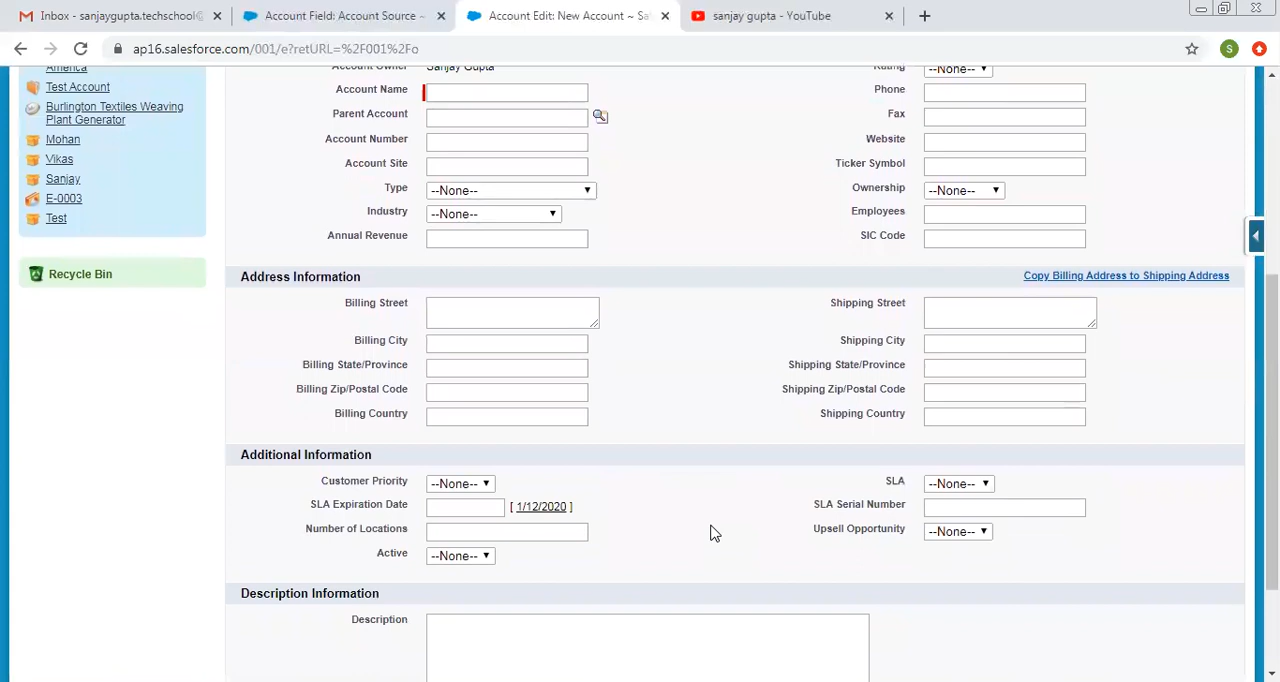 Inbox - sanjaygupta.techschool@
Account Field: Account Source ~
Account Edit: New Account ~ Sa
sanjay gupta - YouTube
ap16.salesforce.com/001/e?retURL=%2F001%2Fo
S
America
Test Account
Burlington Textiles Weaving
Plant Generator
Mohan
Vikas
Sanjay
E-0003
Test
Recycle Bin
Account Owner Sanjay Gupta Rating --None--
Account Name Phone
Parent Account Fax
Account Number Website
Account Site Ticker Symbol
Type --None-- Ownership --None--
Industry --None-- Employees
Annual Revenue SIC Code
Address Information Copy Billing Address to Shipping Address
Billing Street Shipping Street
Billing City Shipping City
Billing State/Province Shipping State/Province
Billing Zip/Postal Code Shipping Zip/Postal Code
Billing Country Shipping Country
Additional Information
Customer Priority --None-- SLA --None--
SLA Expiration Date [ 1/12/2020 ] SLA Serial Number
Number of Locations Upsell Opportunity --None--
Active --None--
Description Information
Description